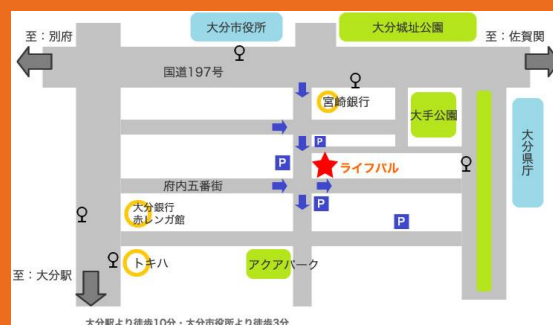 大分市役所
大分城址公園
至：別府
至：佐賀関
国道197号
宮崎銀行
大手公園
大分県庁
P
P
ライフパル
府内五番街
P
大分銀行
赤レンガ館
P
至：大分駅
トキハ
アクアパーク
大分駅より徒歩10分・大分市役所より徒歩3分